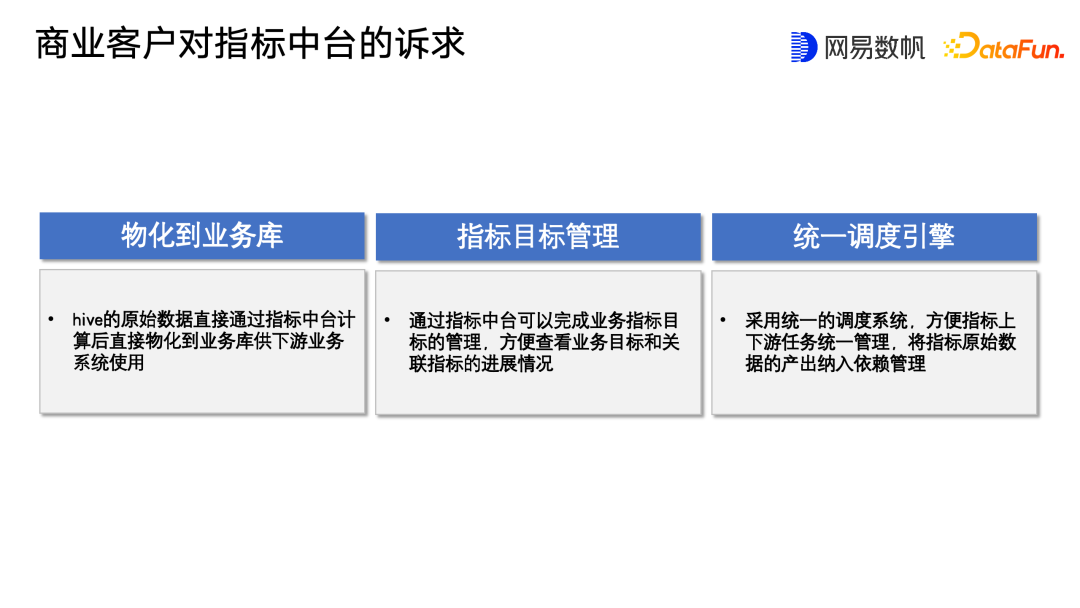 商业客户对指标中台的诉求
网易数帆
DataFun.
物化到业务库
• hive的原始数据直接通过指标中台计
算后直接物化到业务库供下游业务
系统使用
指标目标管理
• 通过指标中台可以完成业务指标目
标的管理，方便查看业务目标和关
联指标的进展情况
统一调度引擎
• 采用统一的调度系统，方便指标上
下游任务统一管理，将指标原始数
据的产出纳入依赖管理